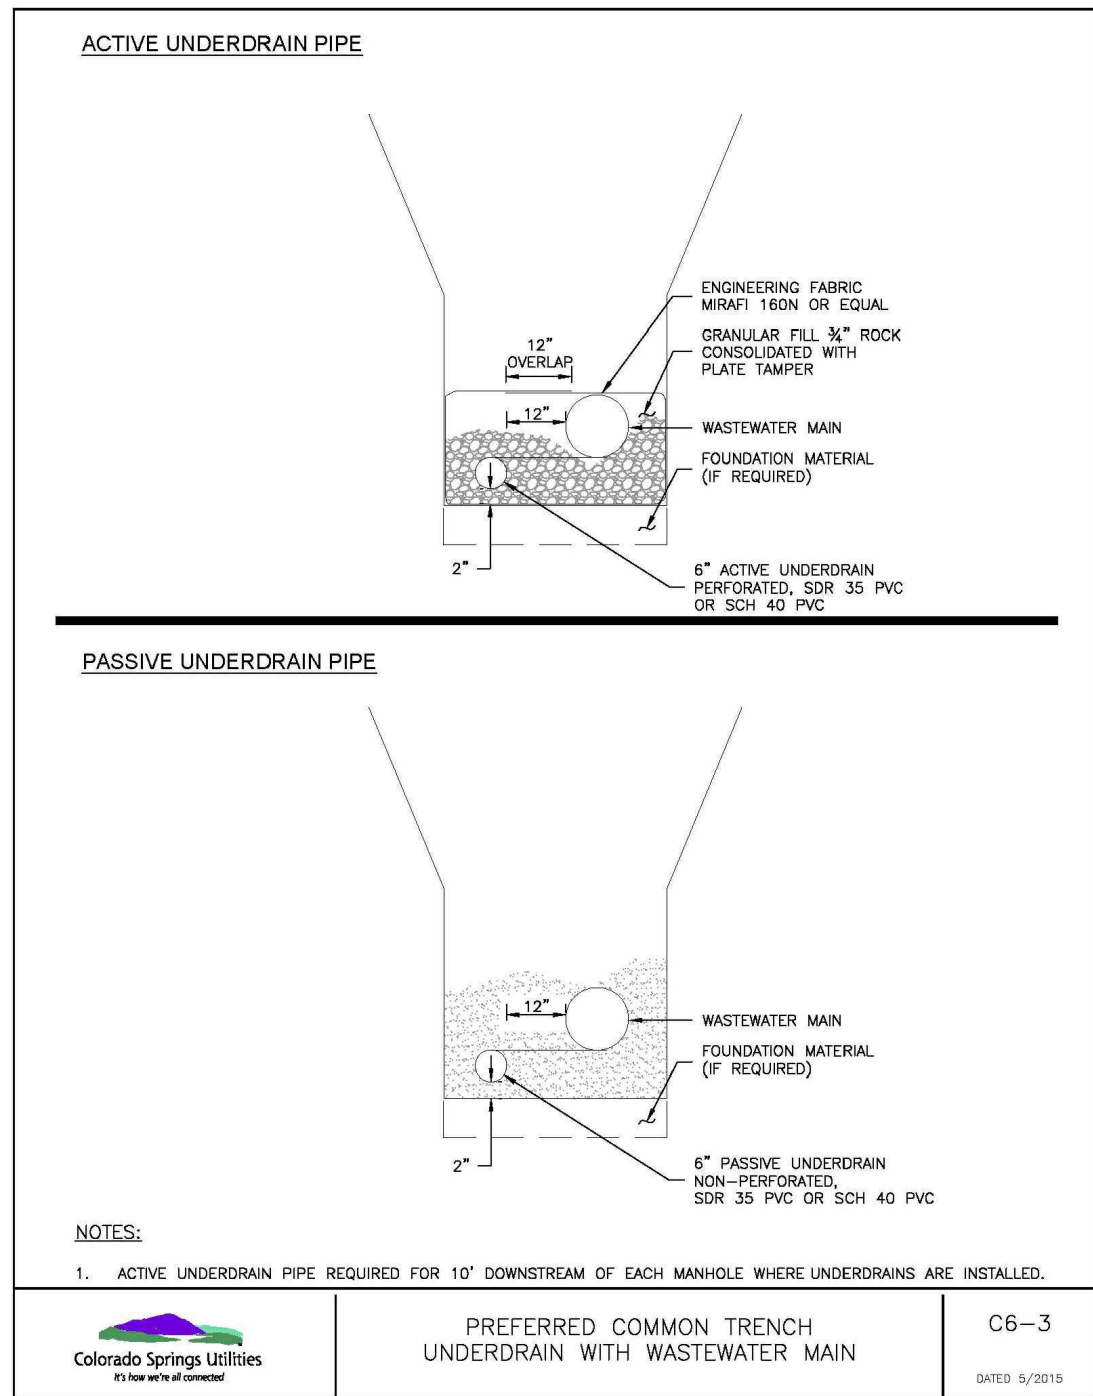 ACTIVE UNDERDRAIN PIPE
ENGINEERING FABRIC
MIRAFI 160N OR EQUAL
GRANULAR FILL ¾" ROCK
CONSOLIDATED WITH
PLATE TAMPER
12"
OVERLAP
12"
WASTEWATER MAIN
FOUNDATION MATERIAL
(IF REQUIRED)
2"
6" ACTIVE UNDERDRAIN
PERFORATED, SDR 35 PVC
OR SCH 40 PVC
PASSIVE UNDERDRAIN PIPE
12"
WASTEWATER MAIN
FOUNDATION MATERIAL
(IF REQUIRED)
2"
6" PASSIVE UNDERDRAIN
NON-PERFORATED,
SDR 35 PVC OR SCH 40 PVC
NOTES:
1. ACTIVE UNDERDRAIN PIPE REQUIRED FOR 10' DOWNSTREAM OF EACH MANHOLE WHERE UNDERDRAINS ARE INSTALLED.
Colorado Springs Utilities
It's how we're all connected
PREFERRED COMMON TRENCH
UNDERDRAIN WITH WASTEWATER MAIN
C6-3
DATED 5/2015